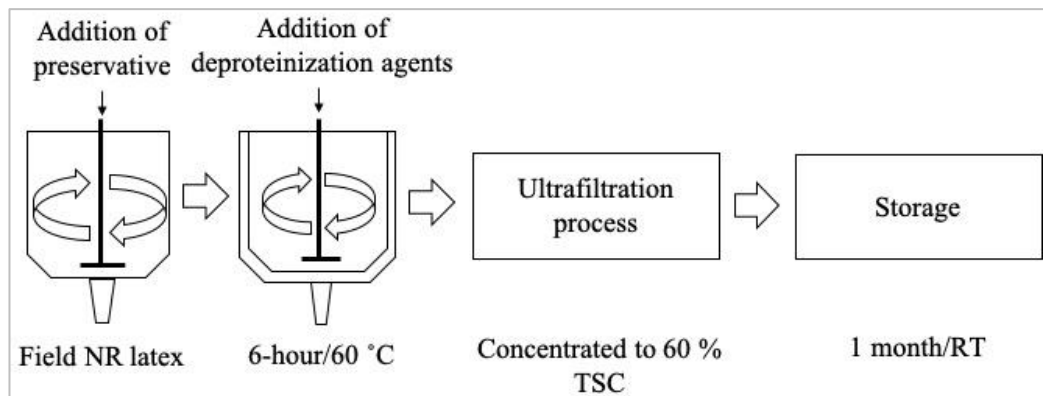 Addition of
preservative
Addition of
deproteinization agents
Ultrafiltration
process
Storage
Field NR latex
6-hour/60 ˚C
Concentrated to 60 %
TSC
1 month/RT